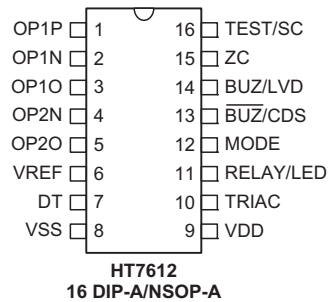 OP1P 1 16 TEST/SC
OP1N 2 15 ZC
OP1O 3 14 BUZ/LVD
OP2N 4 13 BUZ/CDS
OP2O 5 12 MODE
VREF 6 11 RELAY/LED
DT 7 10 TRIAC
VSS 8 9 VDD
HT7612
16 DIP-A/NSOP-A